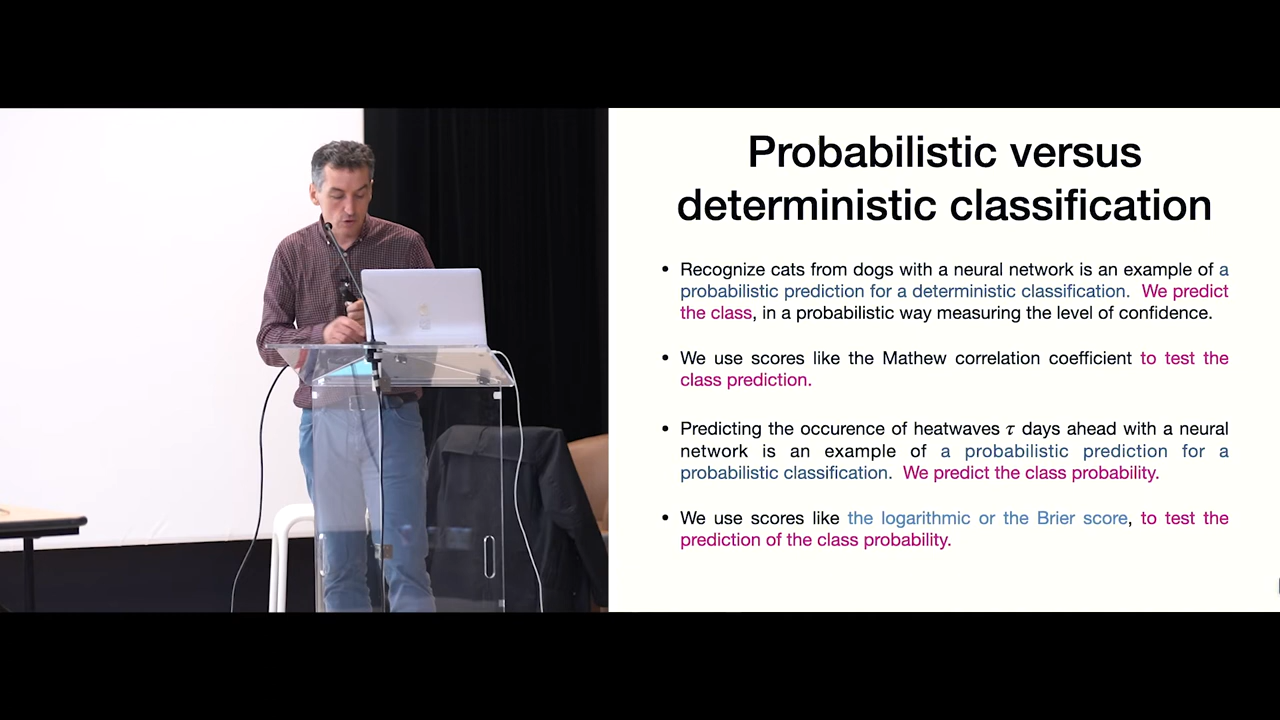 Probabilistic versus
deterministic classification
• Recognize cats from dogs with a neural network is an example of a
probabilistic prediction for a deterministic classification. We predict
the class, in a probabilistic way measuring the level of confidence.
• We use scores like the Mathew correlation coefficient to test the
class prediction.
• Predicting the occurence of heatwaves τ days ahead with a neural
network is an example of a probabilistic prediction for a
probabilistic classification. We predict the class probability.
• We use scores like the logarithmic or the Brier score, to test the
prediction of the class probability.